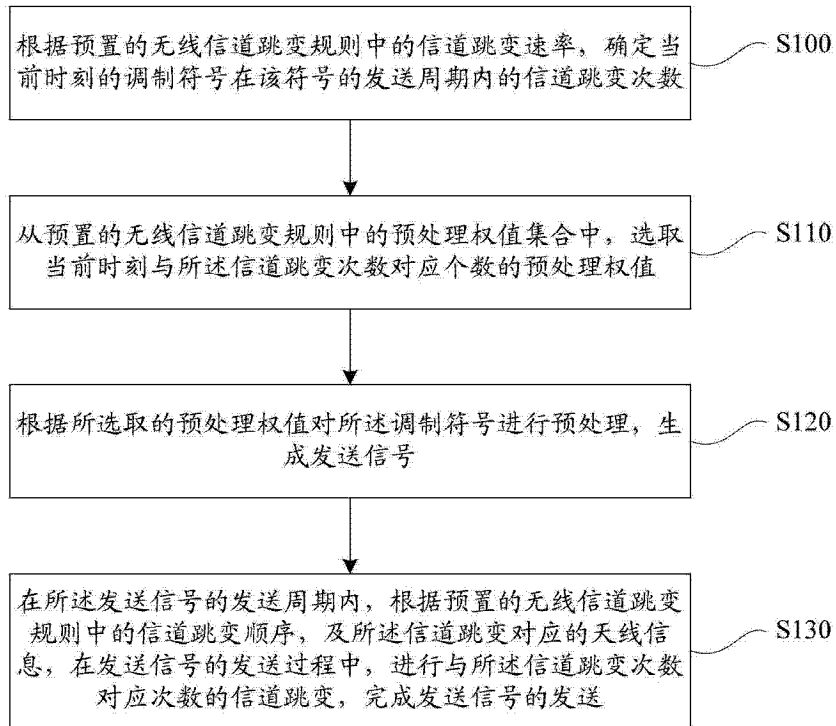 根据预置的无线信道跳变规则中的信道跳变速率，确定当
前时刻的调制符号在该符号的发送周期内的信道跳变次数
S100
从预置的无线信道跳变规则中的预处理权值集合中，选取
当前时刻与所述信道跳变次数对应个数的预处理权值
S110
根据所选取的预处理权值对所述调制符号进行预处理，生
成发送信号
S120
在所述发送信号的发送周期内，根据预置的无线信道跳变
规则中的信道跳变顺序，及所述信道跳变对应的天线信
息，在发送信号的发送过程中，进行与所述信道跳变次数
对应次数的信道跳变，完成发送信号的发送
S130